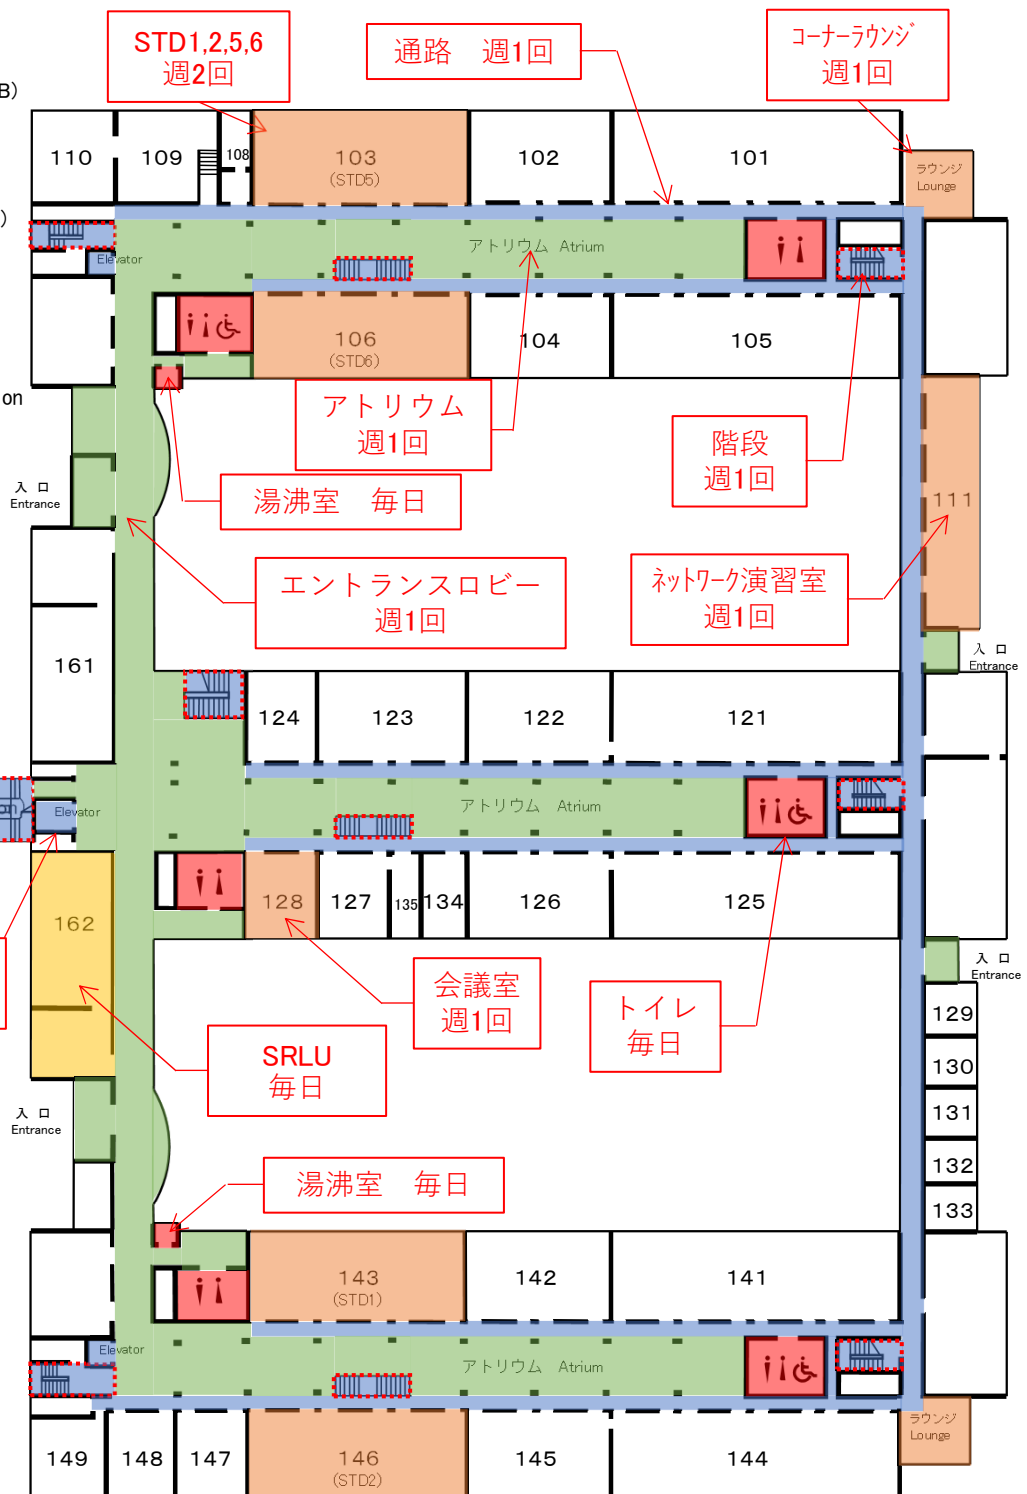 STD1,2,5,6
週2回
通路　週1回
コーナーラウンジ
週1回
B)
110
109
108
103
(STD5)
102
101
ラウンジ
Lounge
)
Elevator
アトリウム Atrium
106
(STD6)
104
105
on
アトリウム
週1回
階段
週1回
入口
Entrance
湯沸室　毎日
111
エントランスロビー
週1回
ネットワーク演習室
週1回
入口
Entrance
161
124
123
122
121
on
Elevator
アトリウム Atrium
162
128
127
135
134
126
125
会議室
週1回
トイレ
毎日
入口
Entrance
SRLU
毎日
129
130
131
132
133
入口
Entrance
湯沸室　毎日
143
(STD1)
142
141
Elevator
アトリウム Atrium
149
148
147
146
(STD2)
145
144
ラウンジ
Lounge